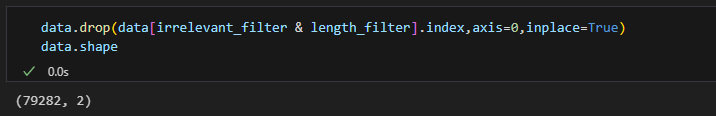 data.drop(data[irrelevant_filter & length_filter].index,axis=0,inplace=True)
data.shape
✓ 0.0s
(79282, 2)